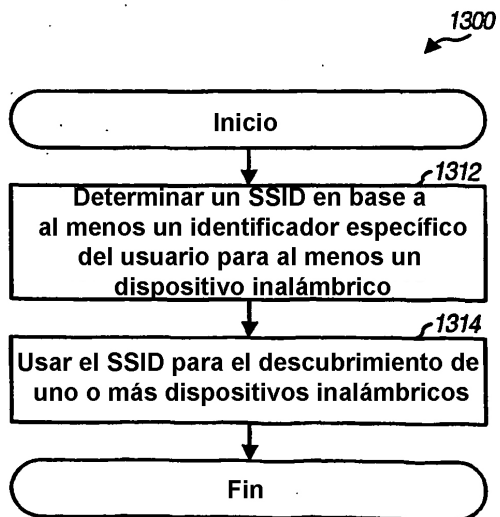 1300
Inicio
1312
Determinar un SSID en base a
al menos un identificador específico
del usuario para al menos un
dispositivo inalámbrico
1314
Usar el SSID para el descubrimiento de
uno o más dispositivos inalámbricos
Fin